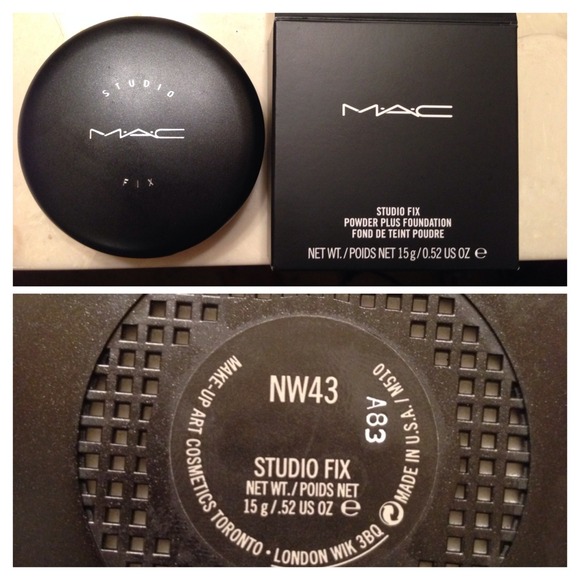 STUDIO
M·A·C
FIX
M·A·C
STUDIO FIX
POWDER PLUS FOUNDATION
FOND DE TEINT POUDRE
NET WT./POIDS NET 15 g/0.52 US OZ ℮
NW43
A83
STUDIO FIX
NET WT./POIDS NET
15 g/.52 US OZ ℮
MAKE-UP ART COSMETICS TORONTO · LONDON WIK 3BQ
MADE IN U.S.A. / M510